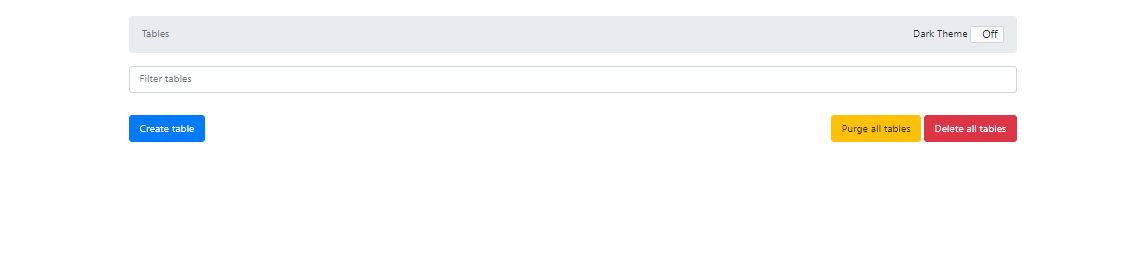 Tables Dark Theme Off
Filter tables
Create table Purge all tables Delete all tables